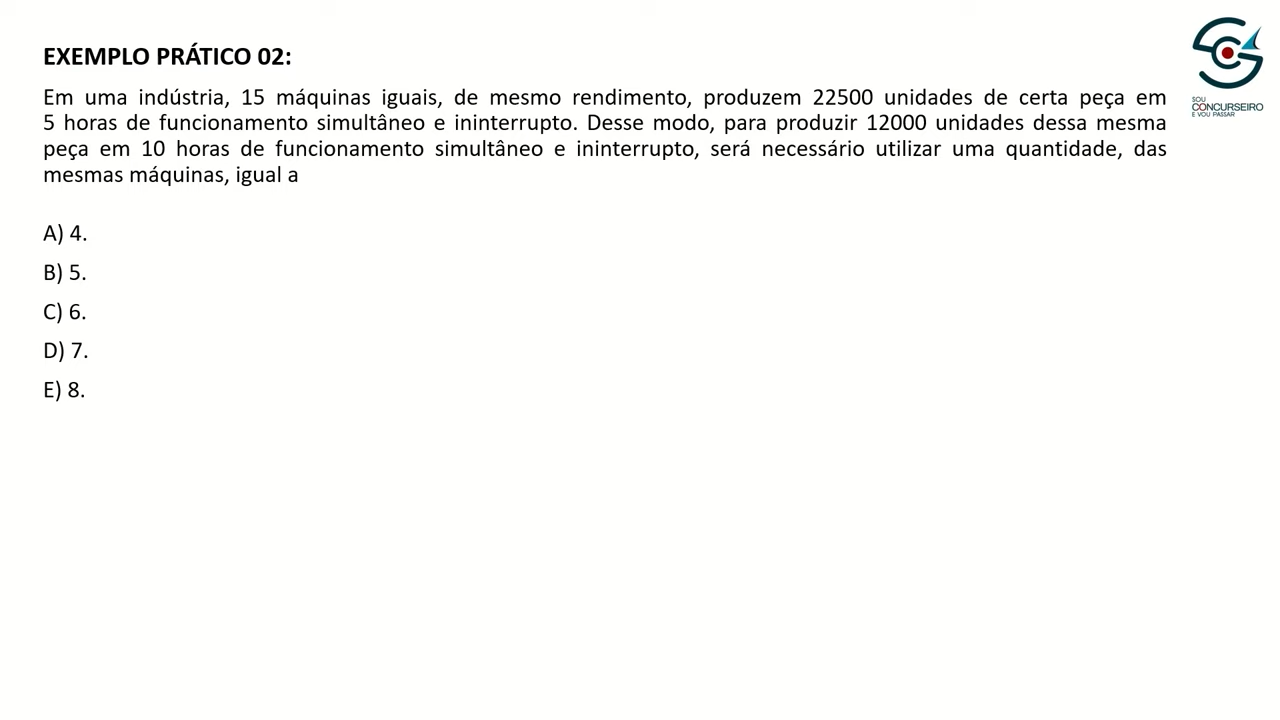 EXEMPLO PRÁTICO 02:
Em uma indústria, 15 máquinas iguais, de mesmo rendimento, produzem 22500 unidades de certa peça em
5 horas de funcionamento simultâneo e ininterrupto. Desse modo, para produzir 12000 unidades dessa mesma
peça em 10 horas de funcionamento simultâneo e ininterrupto, será necessário utilizar uma quantidade, das
mesmas máquinas, igual a
A) 4.
B) 5.
C) 6.
D) 7.
E) 8.
SOU
CONCURSEIRO
E VOU PASSAR